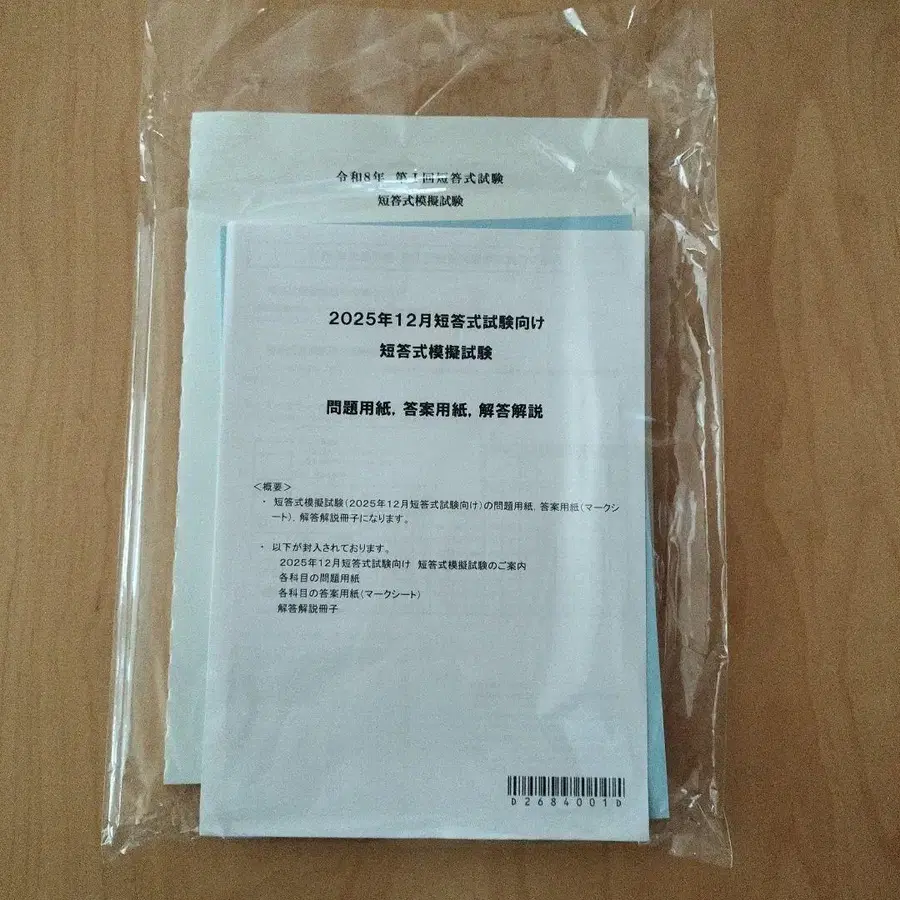 令和8年 第Ⅰ回短答式試験
短答式模擬試験
2025年12月短答式試験向け
短答式模擬試験
問題用紙,答案用紙,解答解説
<概要>
・ 短答式模擬試験(2025年12月短答式試験向け)の問題用紙,答案用紙(マークシ
ート),解答解説冊子になります。
・ 以下が封入されております。
2025年12月短答式試験向け 短答式模擬試験のご案内
各科目の問題用紙
各科目の答案用紙(マークシート)
解答解説冊子
D2684001D